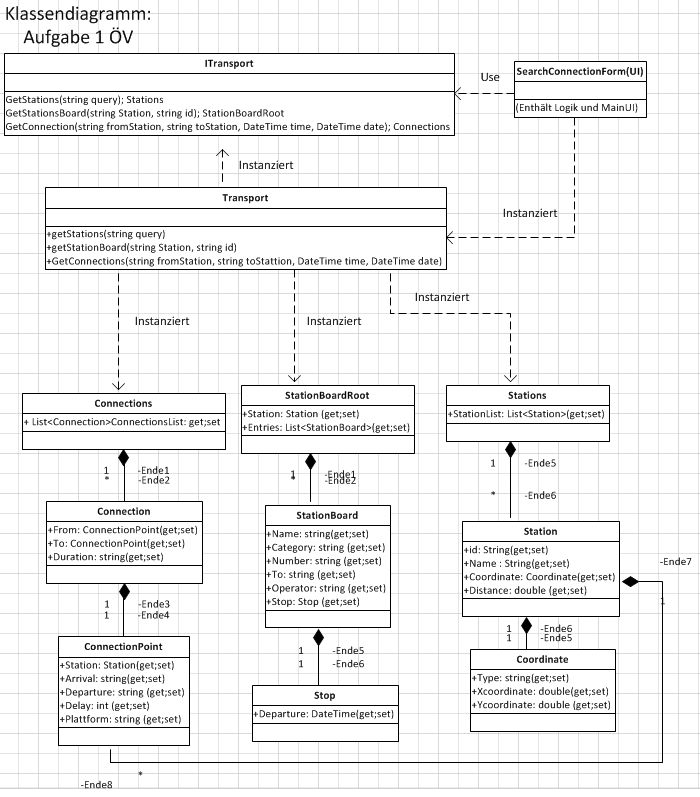 Klassendiagramm:
Aufgabe 1 ÖV
ITransport
GetStations(string query); Stations
GetStationsBoard(string Station, string id); StationBoardRoot
GetConnection(string fromStation, string toStation, DateTime time, DateTime date); Connections
Use
SearchConnectionForm(UI)
(Enthält Logik und MainUI)
Instanziert
Instanziert
Transport
+getStations(string query)
+getStationBoard(string Station, string id)
+GetConnections(string fromStation, string toStattion, DateTime time, DateTime date)
Instanziert
Instanziert
Instanziert
Connections
+ List<Connection>ConnectionsList: get;set
StationBoardRoot
+Station: Station (get;set)
+Entries: List<StationBoard>(get;set)
Stations
+StationList: List<Station>(get;set)
1 -Ende1
* -Ende2
1 -Ende1
* -Ende2
1 -Ende5
* -Ende6
Connection
+From: ConnectionPoint(get;set)
+To: ConnectionPoint(get;set)
+Duration: string(get;set)
StationBoard
+Name: string(get;set)
+Category: string (get;set)
+Number: string (get;set)
+To: string (get;set)
+Operator: string (get;set)
+Stop: Stop (get;set)
Station
+id: String(get;set)
+Name : String(get;set)
+Coordinate: Coordinate(get;set)
+Distance: double (get;set)
-Ende7
1
1 -Ende3
1 -Ende4
1 -Ende5
1 -Ende6
1 -Ende6
1 -Ende5
ConnectionPoint
+Station: Station(get;set)
+Arrival: string(get;set)
+Departure: string (get;set)
+Delay: int (get;set)
+Plattform: string (get;set)
Stop
+Departure: DateTime(get;set)
Coordinate
+Type: string(get;set)
+Xcoordinate: double(get;set)
+Ycoordinate: double (get;set)
*
-Ende8